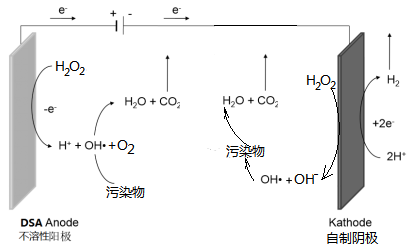 e⁻ + - e⁻
H₂O₂
-e⁻
H⁺ + OH• + O₂
H₂O + CO₂
污染物
H₂O + CO₂
污染物
OH• + OH⁻
H₂O₂
H₂
+2e⁻
2H⁺
DSA Anode
不溶性阳极
Kathode
自制阴极